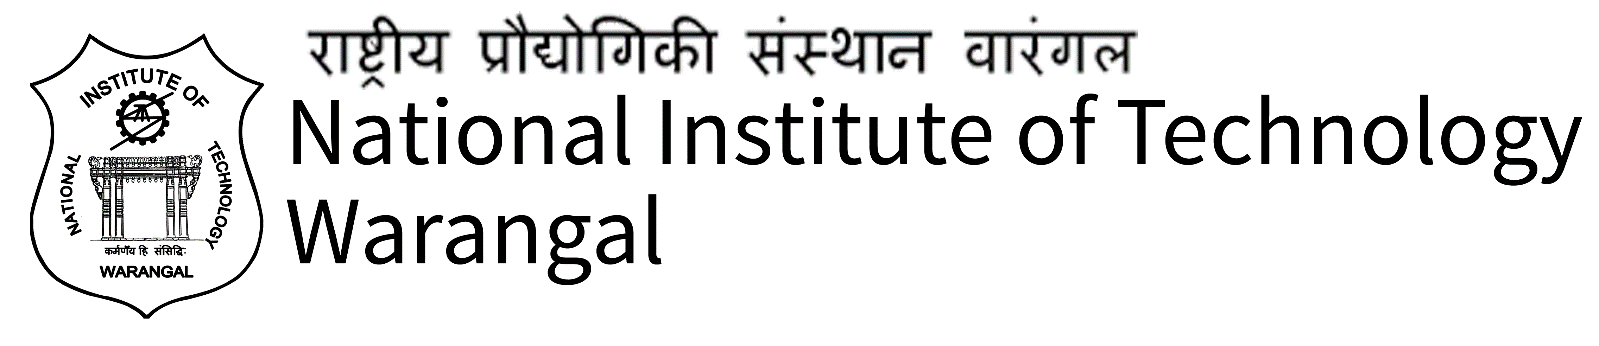 राष्ट्रीय प्रौद्योगिकी संस्थान वारंगल
National Institute of Technology
Warangal
NATIONAL INSTITUTE OF TECHNOLOGY
कर्मणैव हि संसिद्धिः
WARANGAL